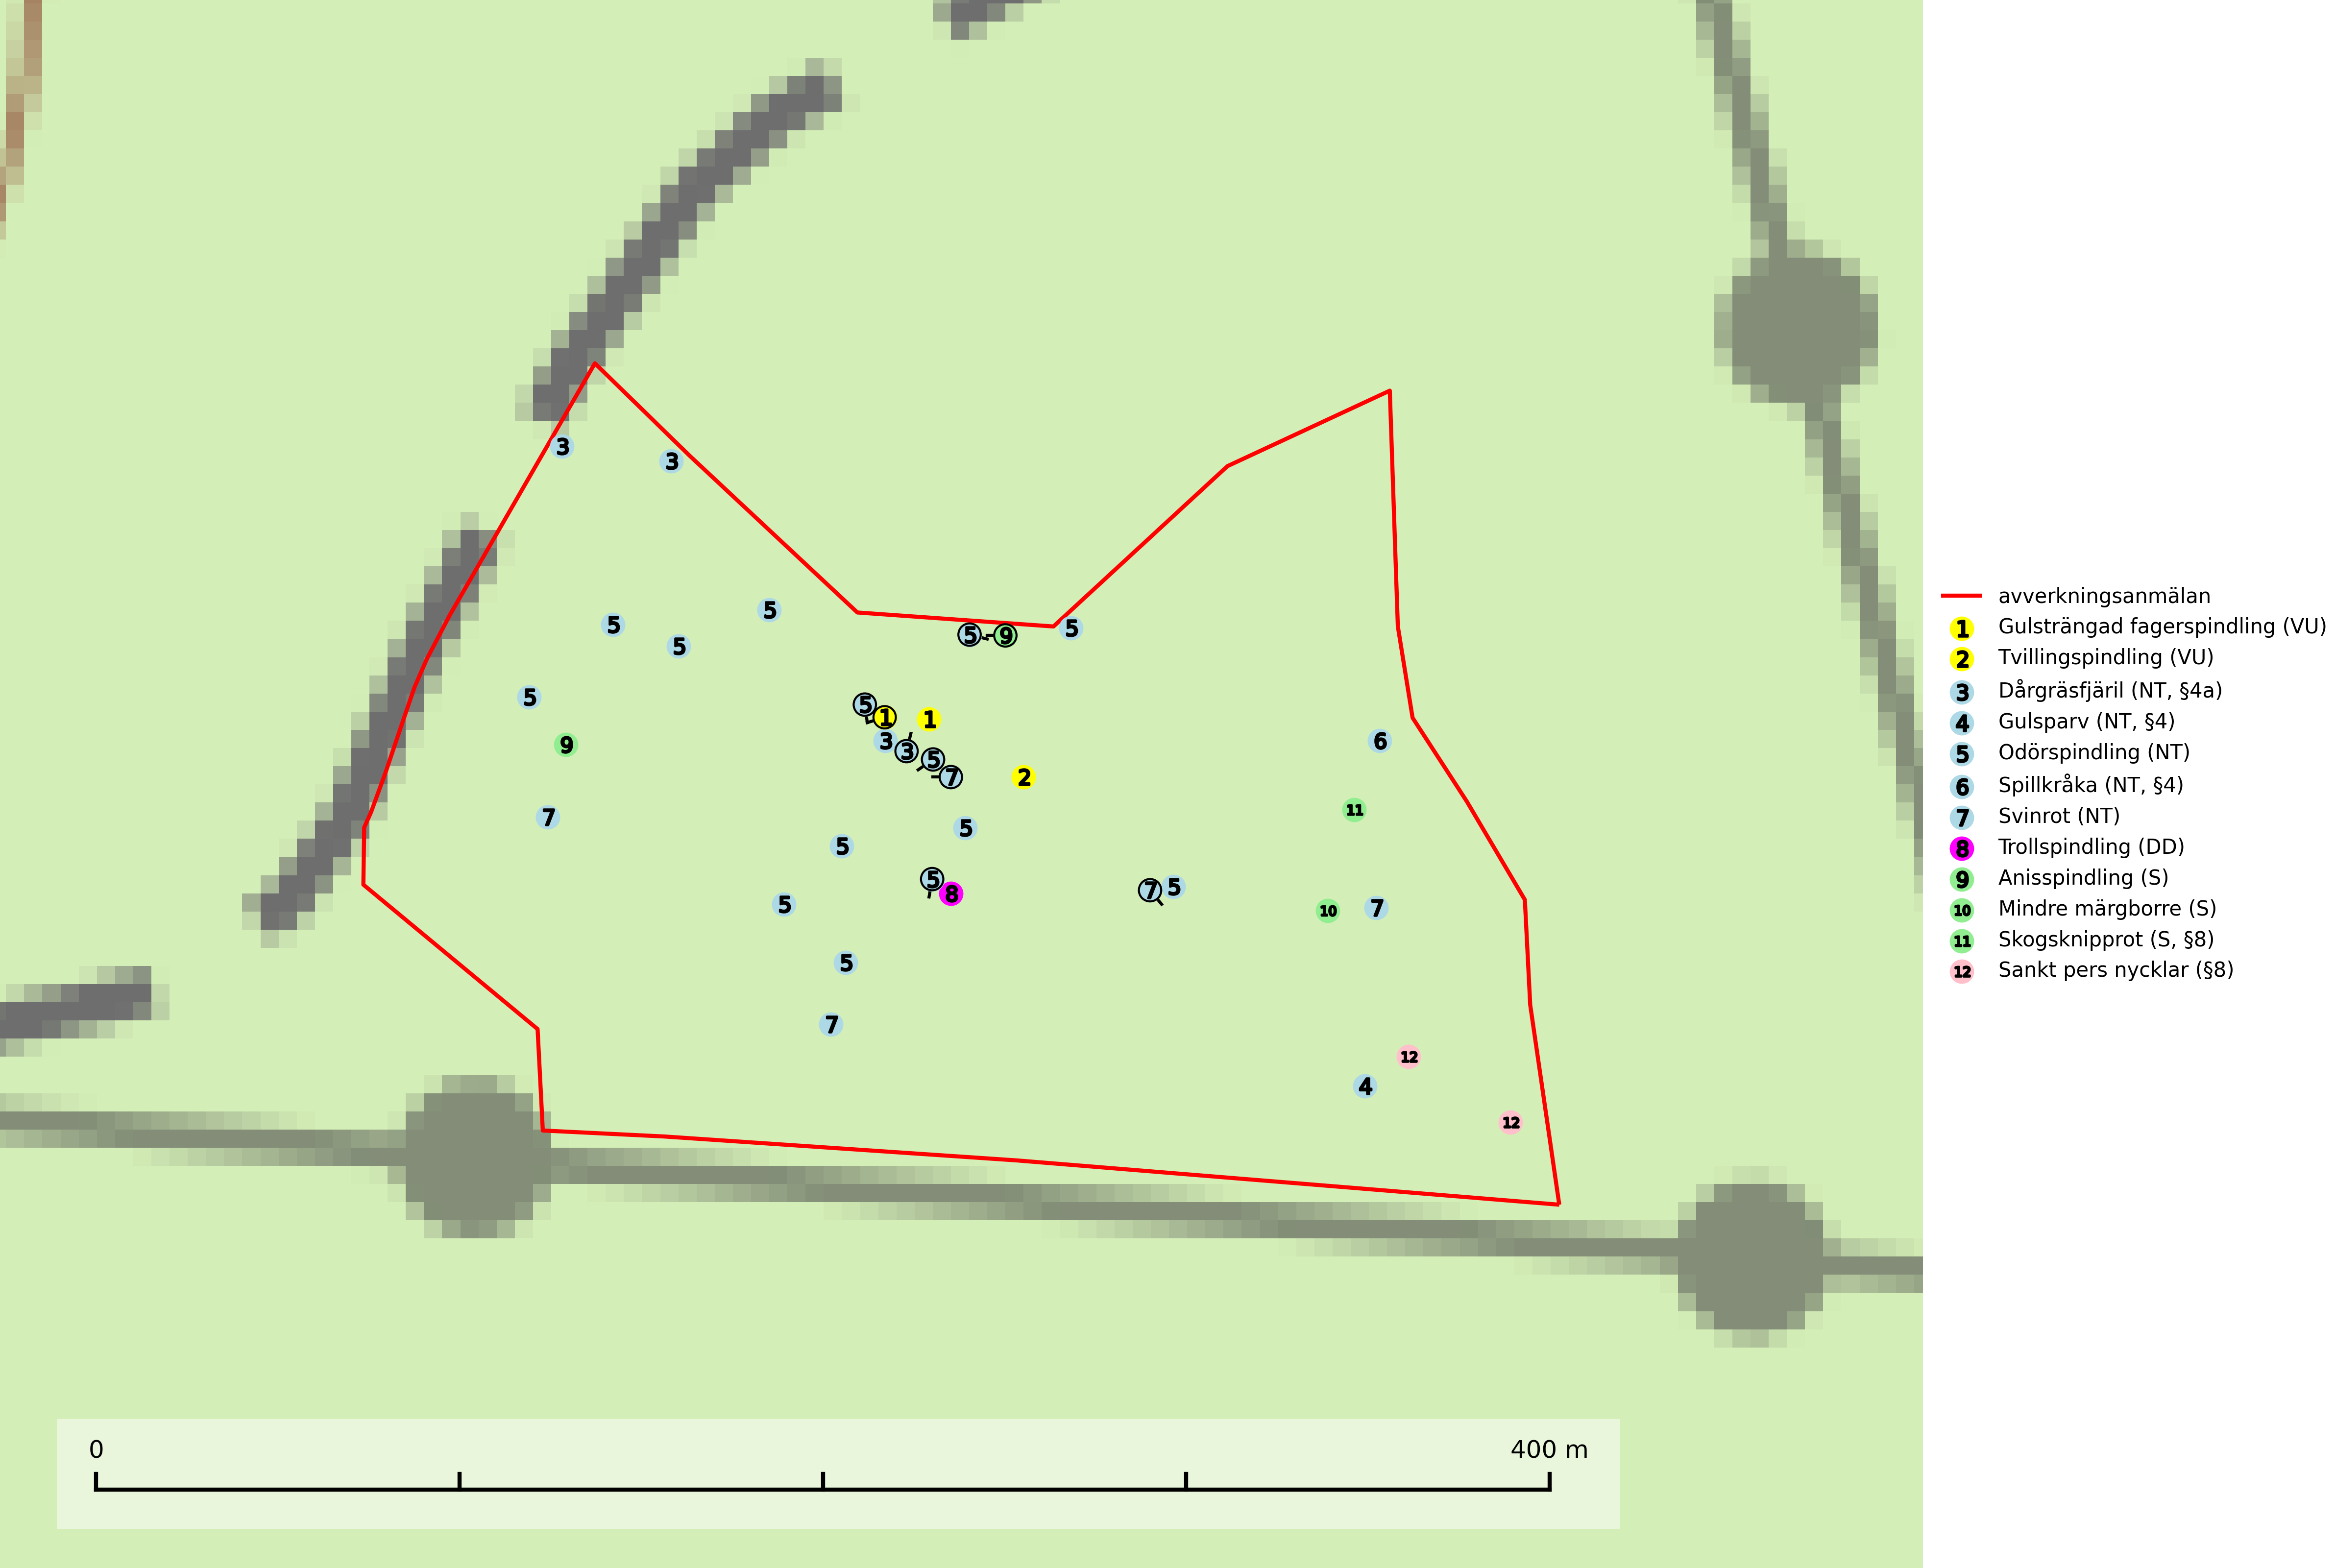 3
3
5
5
5
5 9 5
5
5 1 1
9 3 3 5 6
7 2
7 11
5
5
5 8 7 5
5 10 7
5
7
12
4
12
0 400 m
avverkningsanmälan
1 Gulsträngad fagerspindling (VU)
2 Tvillingspindling (VU)
3 Dårgräsfjäril (NT, §4a)
4 Gulsparv (NT, §4)
5 Odörspindling (NT)
6 Spillkråka (NT, §4)
7 Svinrot (NT)
8 Trollspindling (DD)
9 Anisspindling (S)
10 Mindre märgborre (S)
11 Skogsknipprot (S, §8)
12 Sankt pers nycklar (§8)